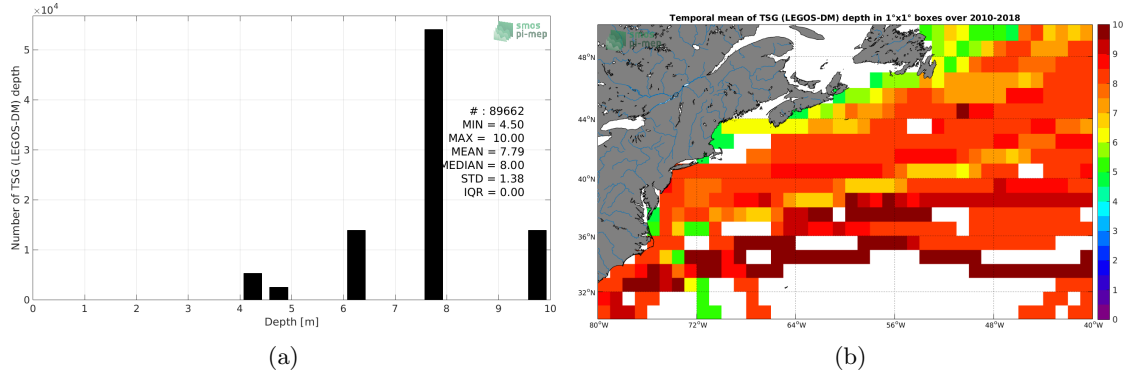 ×10⁴
smos
pi-mep
5
4
3
2
1
0
Number of TSG (LEGOS-DM) depth
# : 89662
MIN = 4.50
MAX = 10.00
MEAN = 7.79
MEDIAN = 8.00
STD = 1.38
IQR = 0.00
0 1 2 3 4 5 6 7 8 9 10
Depth [m]
(a)
Temporal mean of TSG (LEGOS-DM) depth in 1°x1° boxes over 2010-2018
smos
pi-mep
48°N
44°N
40°N
36°N
32°N
80°W 72°W 64°W 56°W 48°W 40°W
10
9
8
7
6
5
4
3
2
1
0
(b)